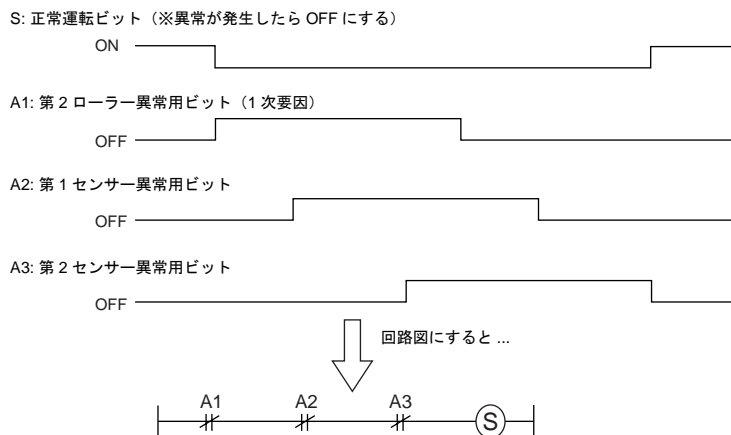 S: 正常運転ビット（※異常が発生したら OFF にする）
ON
A1: 第 2 ローラー異常用ビット（1 次要因）
OFF
A2: 第 1 センサー異常用ビット
OFF
A3: 第 2 センサー異常用ビット
OFF
回路図にすると ...
A1 A2 A3
S